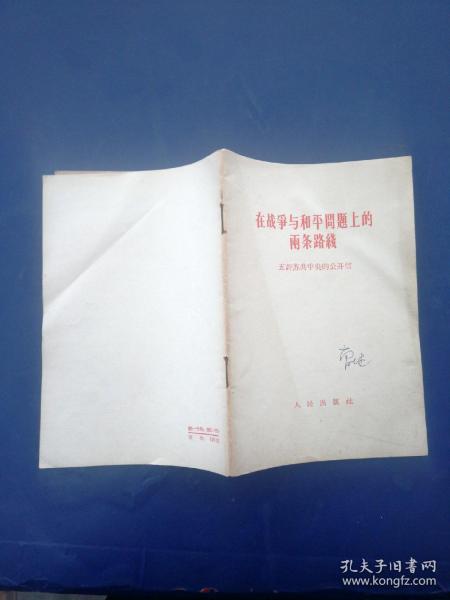 在战爭与和平問題上的
兩条路綫
五評苏共中央的公开信
人民出版社
孔夫子旧书网
www.kongfz.com